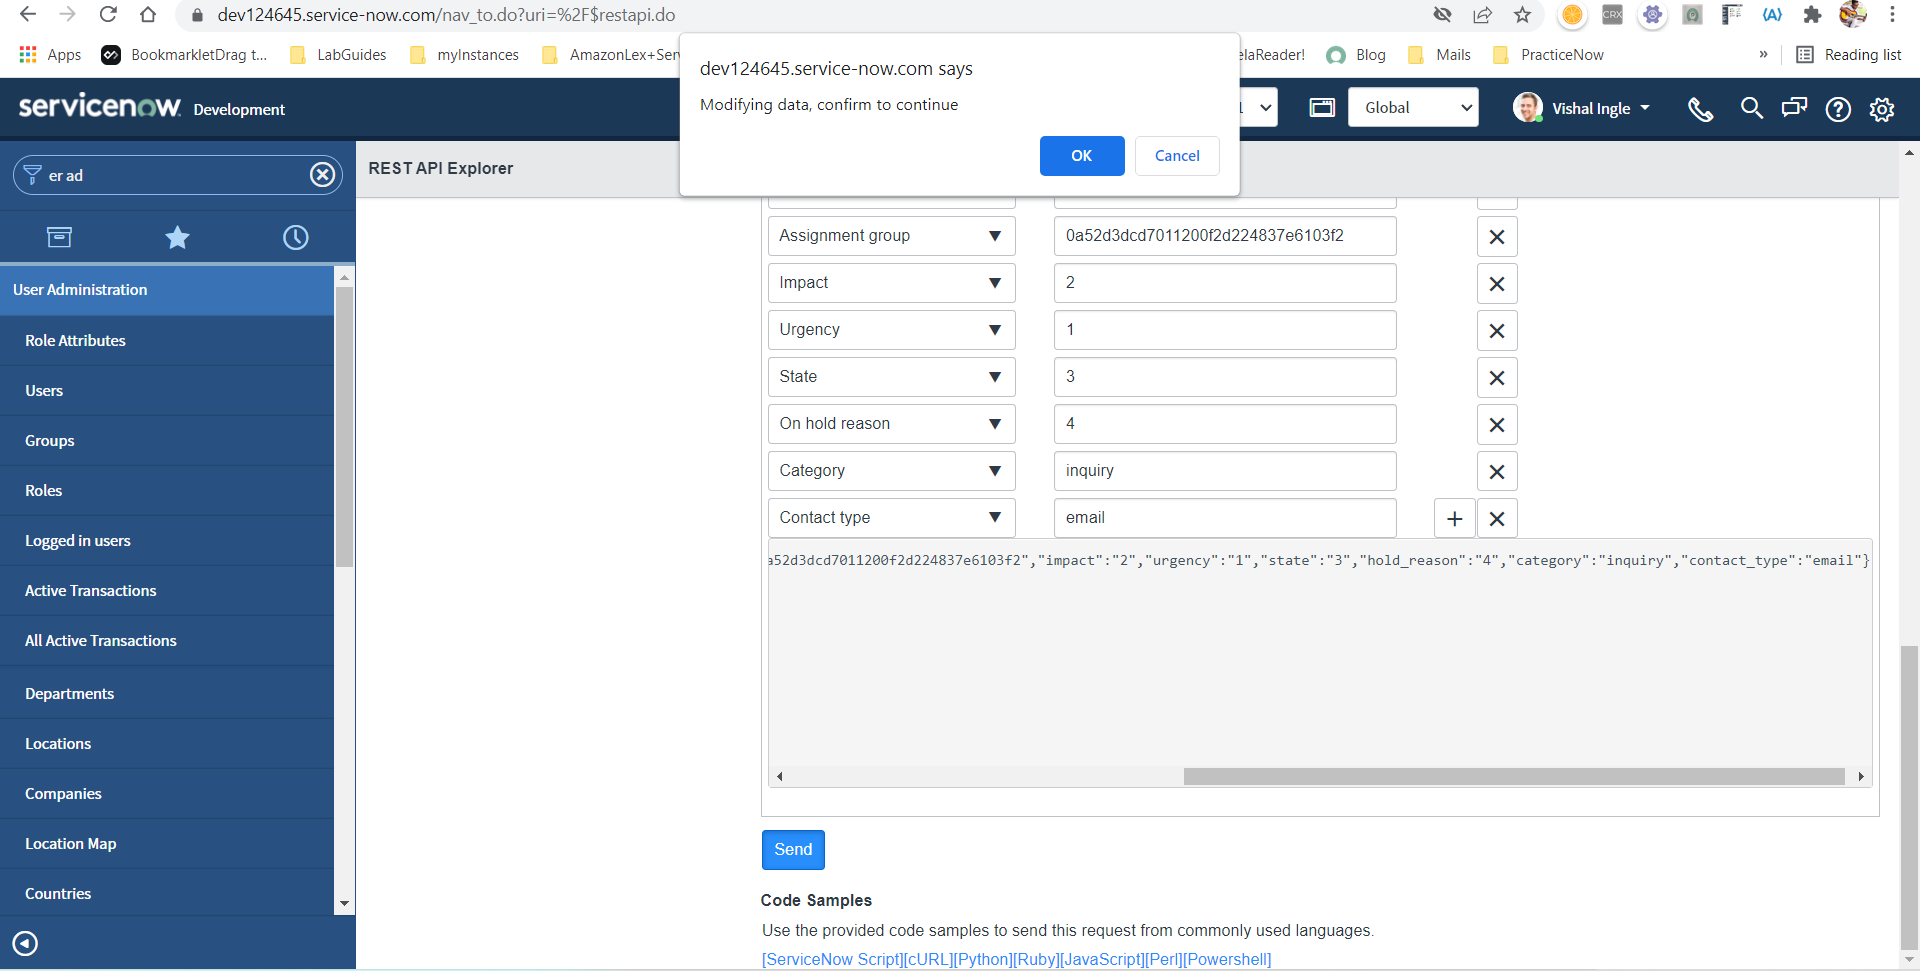 dev124645.service-now.com/nav_to.do?uri=%2F$restapi.do
CRX
Apps
BookmarkletDrag t...
LabGuides
myInstances
AmazonLex+Ser
elaReader!
Blog
Mails
PracticeNow
»
Reading list
dev124645.service-now.com says
Modifying data, confirm to continue
OK
Cancel
servicenow
Development
Global
Vishal Ingle
er ad
REST API Explorer
User Administration
Role Attributes
Users
Groups
Roles
Logged in users
Active Transactions
All Active Transactions
Departments
Locations
Companies
Location Map
Countries
Assignment group
0a52d3dcd7011200f2d224837e6103f2
Impact
2
Urgency
1
State
3
On hold reason
4
Category
inquiry
Contact type
email
a52d3dcd7011200f2d224837e6103f2","impact":"2","urgency":"1","state":"3","hold_reason":"4","category":"inquiry","contact_type":"email"}
Send
Code Samples
Use the provided code samples to send this request from commonly used languages.
[ServiceNow Script][cURL][Python][Ruby][JavaScript][Perl][Powershell]